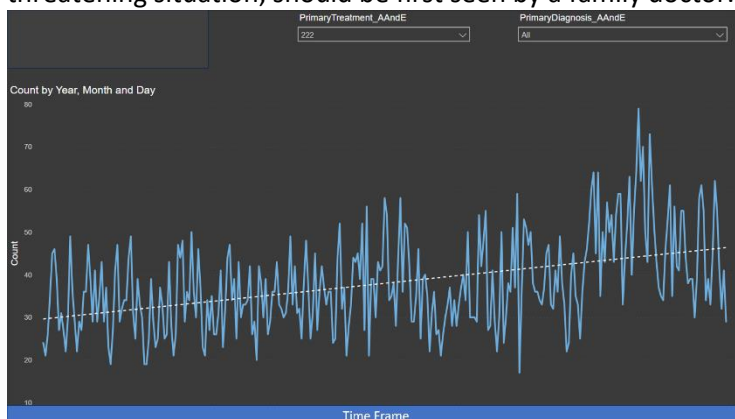 threatening situation, should be first seen by a family doctor.
PrimaryTreatment_AAndE
PrimaryDiagnosis_AAndE
222
All
Count by Year, Month and Day
80
70
60
50
40
30
20
10
Count
Time Frame